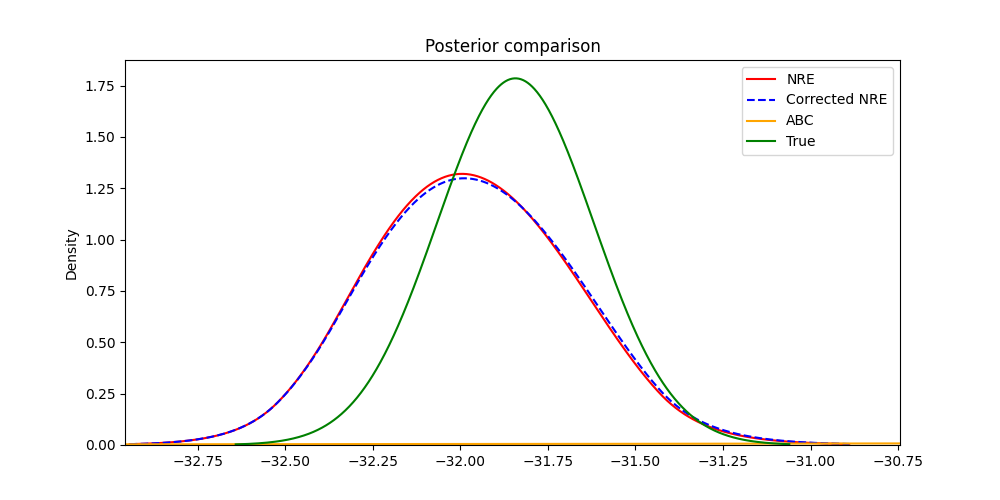 Posterior comparison
NRE
Corrected NRE
ABC
True
Density
1.75
1.50
1.25
1.00
0.75
0.50
0.25
0.00
−32.75 −32.50 −32.25 −32.00 −31.75 −31.50 −31.25 −31.00 −30.75